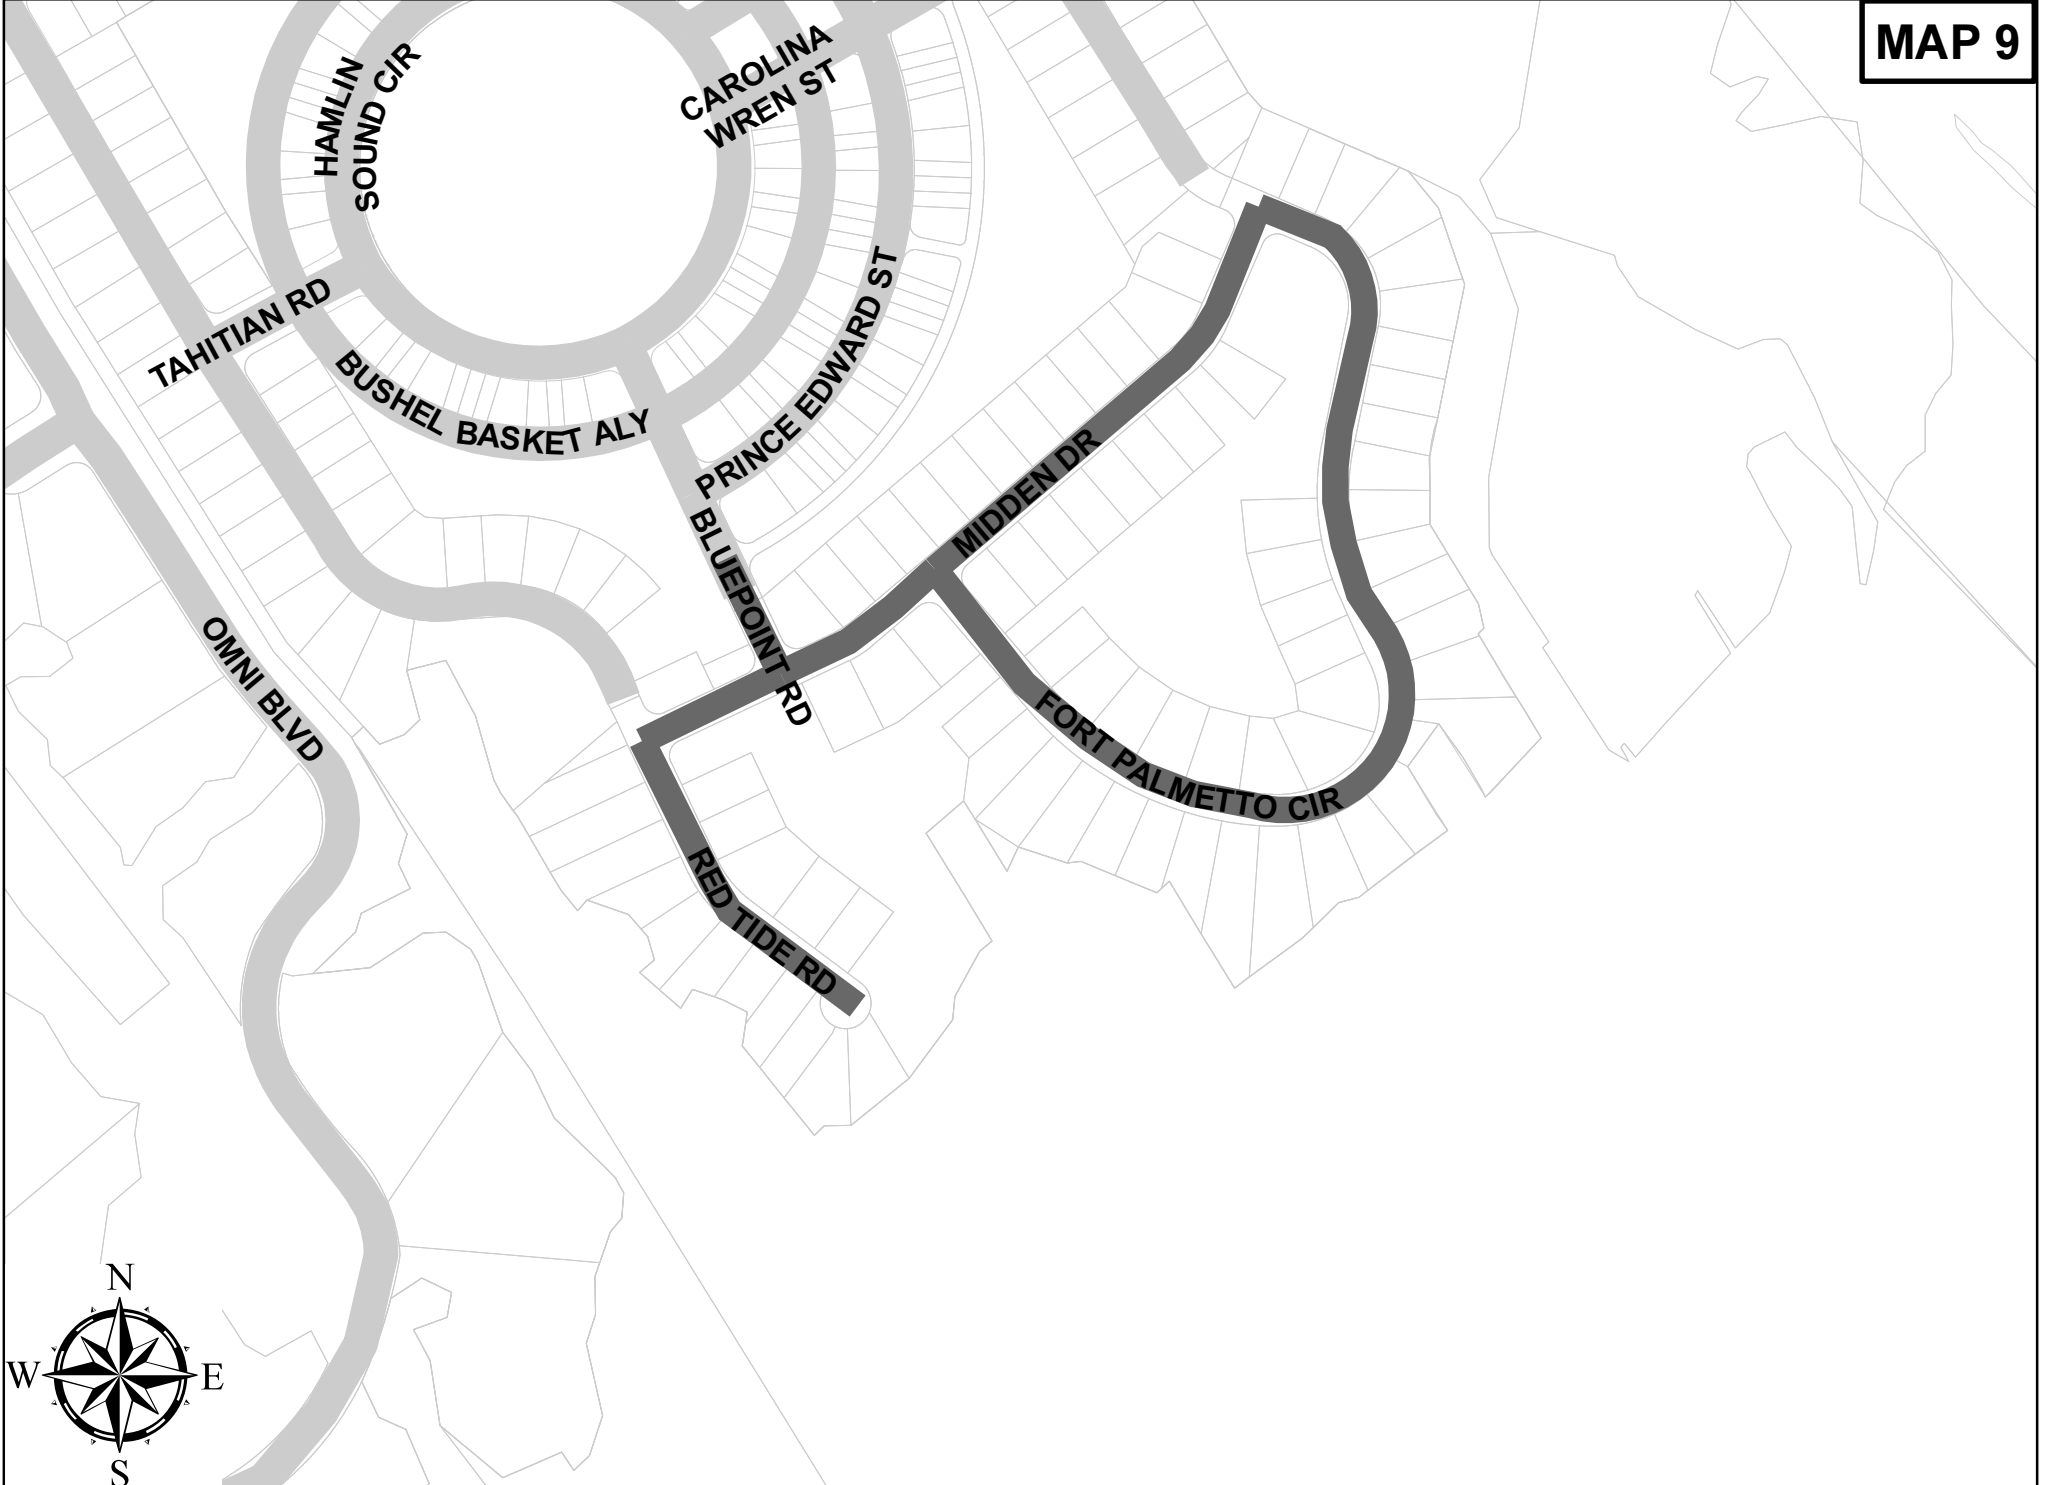 MAP 9
HAMLIN
SOUND CIR
CAROLINA
WREN ST
TAHITIAN RD
BUSHEL BASKET ALY
PRINCE EDWARD ST
BLUEPOINT RD
MIDDEN DR
OMNI BLVD
FORT PALMETTO CIR
RED TIDE RD
N
W E
S